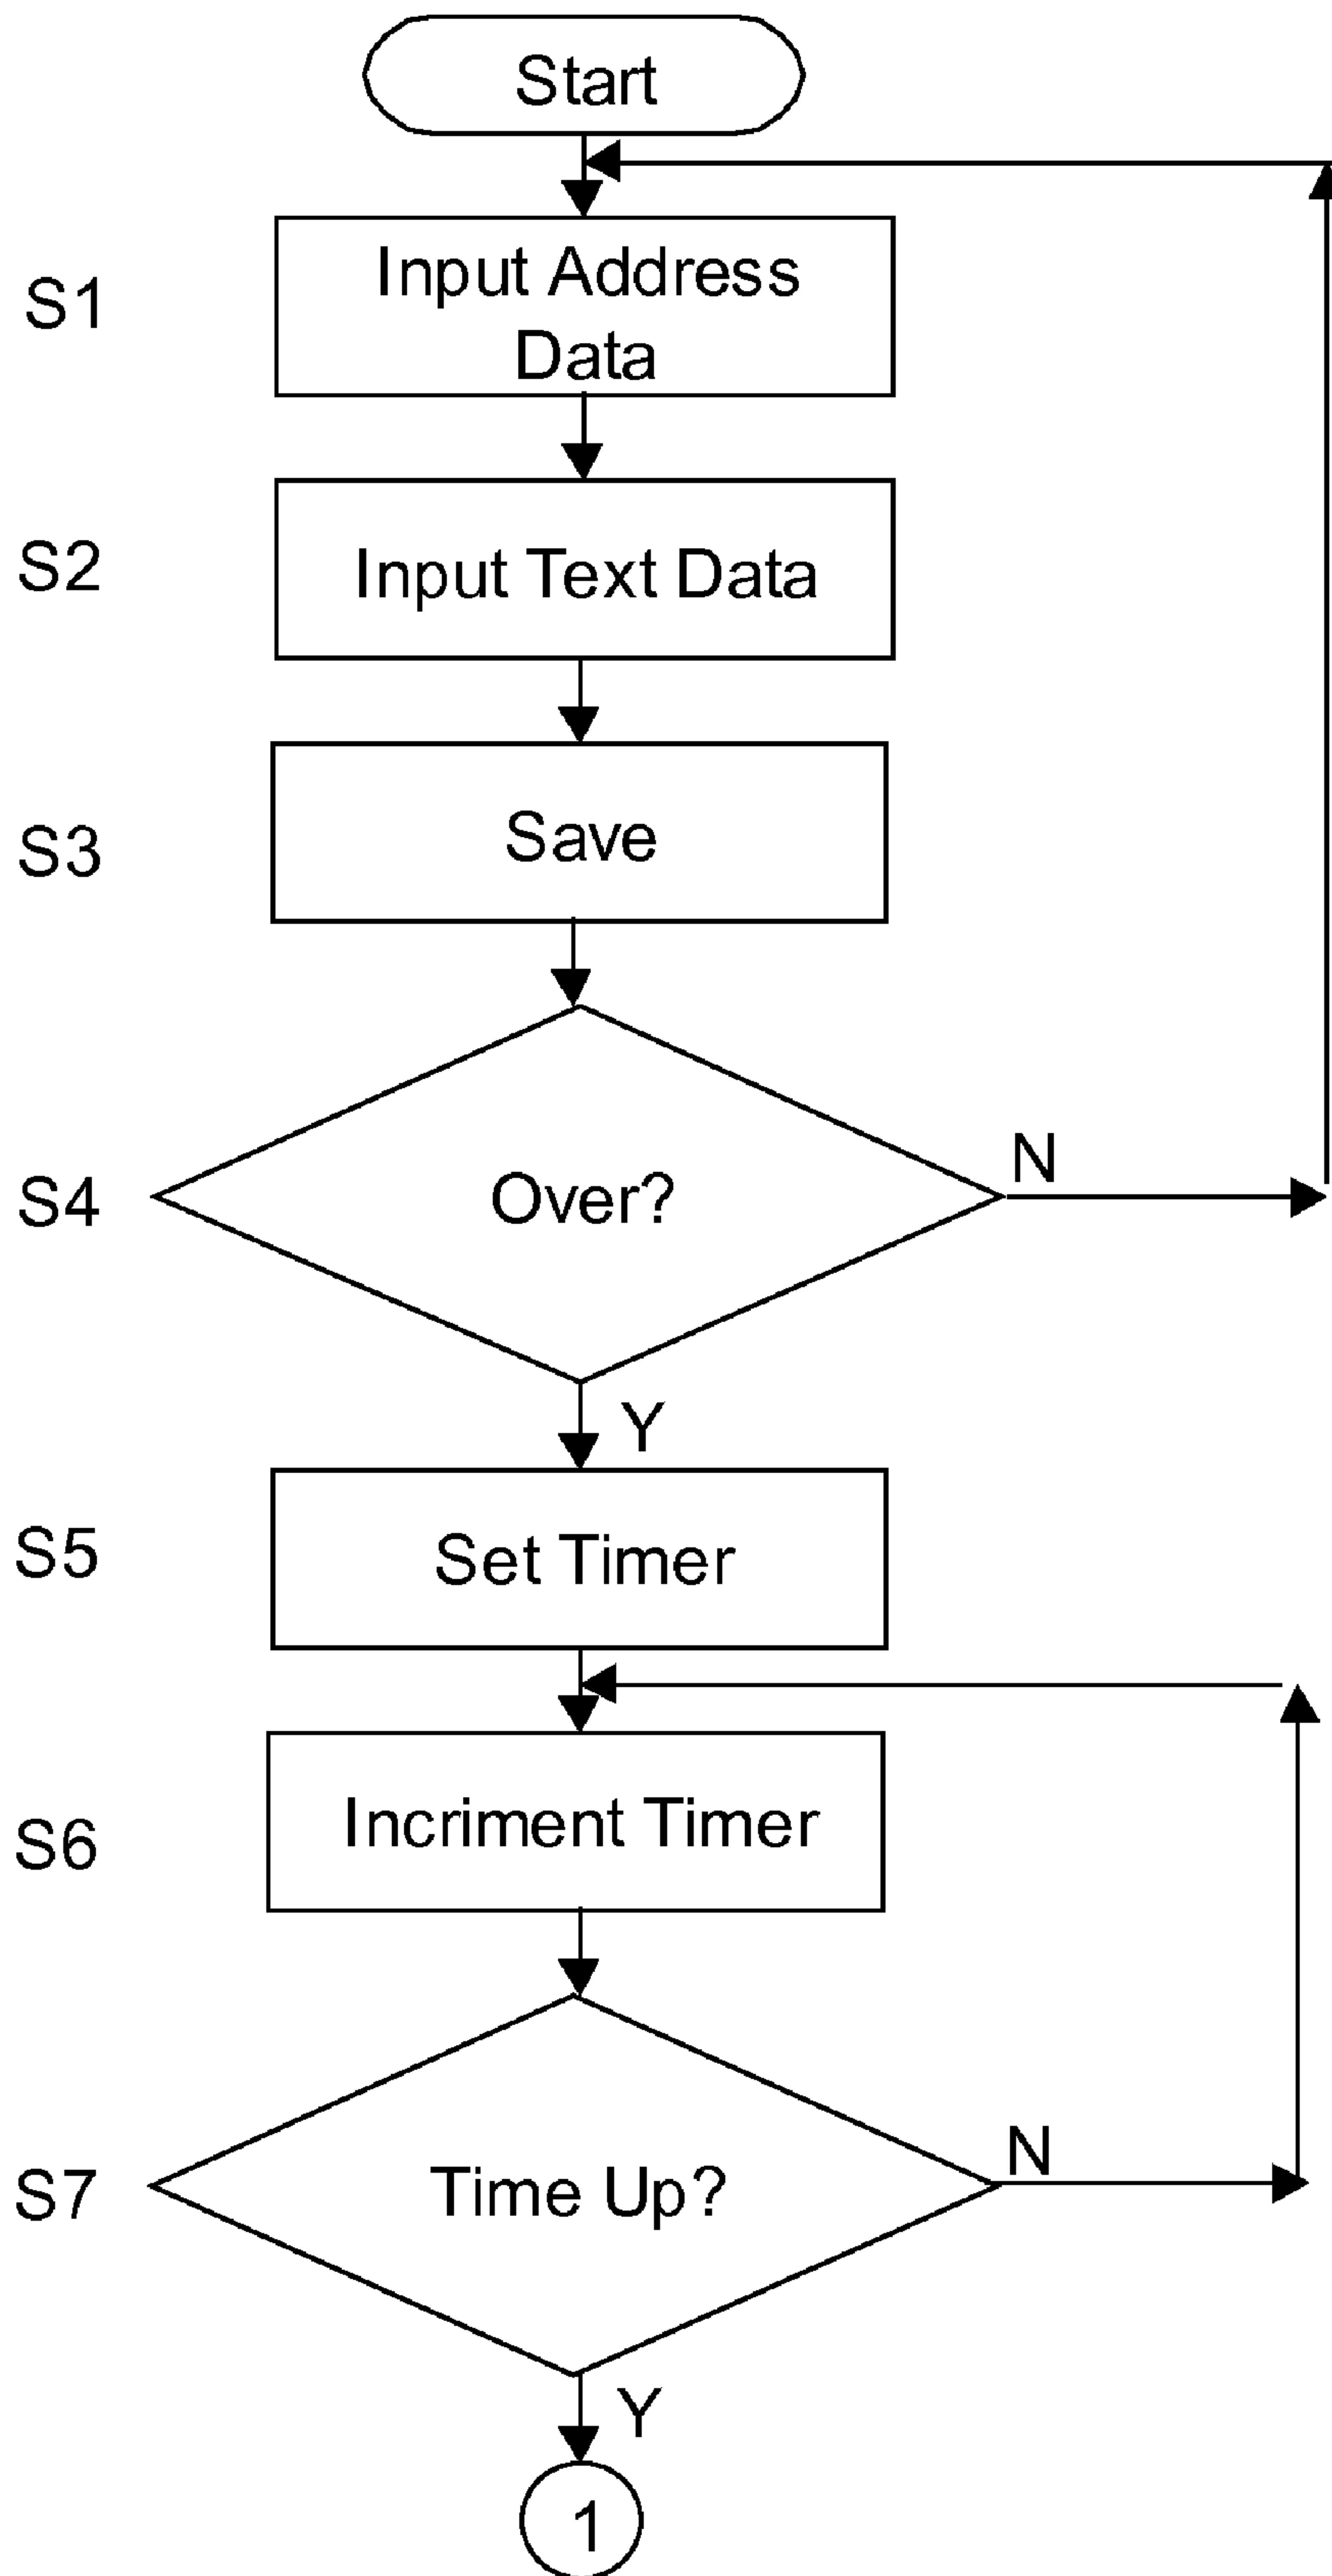 Start
S1
Input Address
Data
S2
Input Text Data
S3
Save
S4
Over?
N
Y
S5
Set Timer
S6
Incriment Timer
S7
Time Up?
N
Y
1